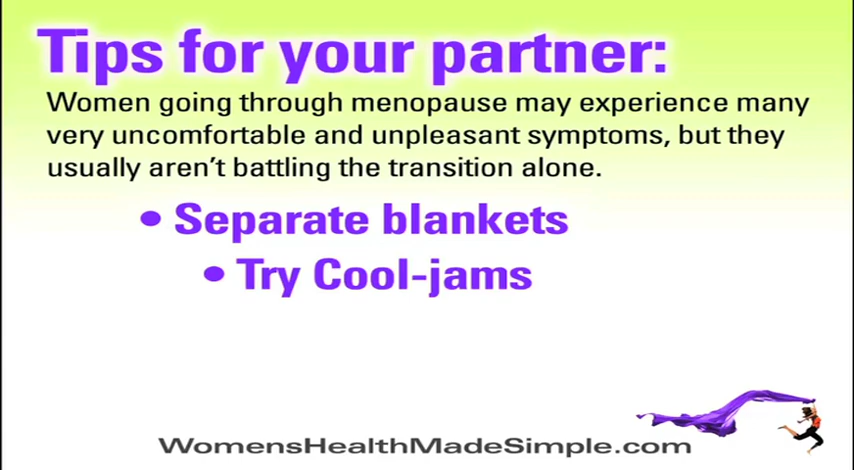 Tips for your partner:
Women going through menopause may experience many
very uncomfortable and unpleasant symptoms, but they
usually aren't battling the transition alone.
• Separate blankets
• Try Cool-jams
WomensHealthMadeSimple.com